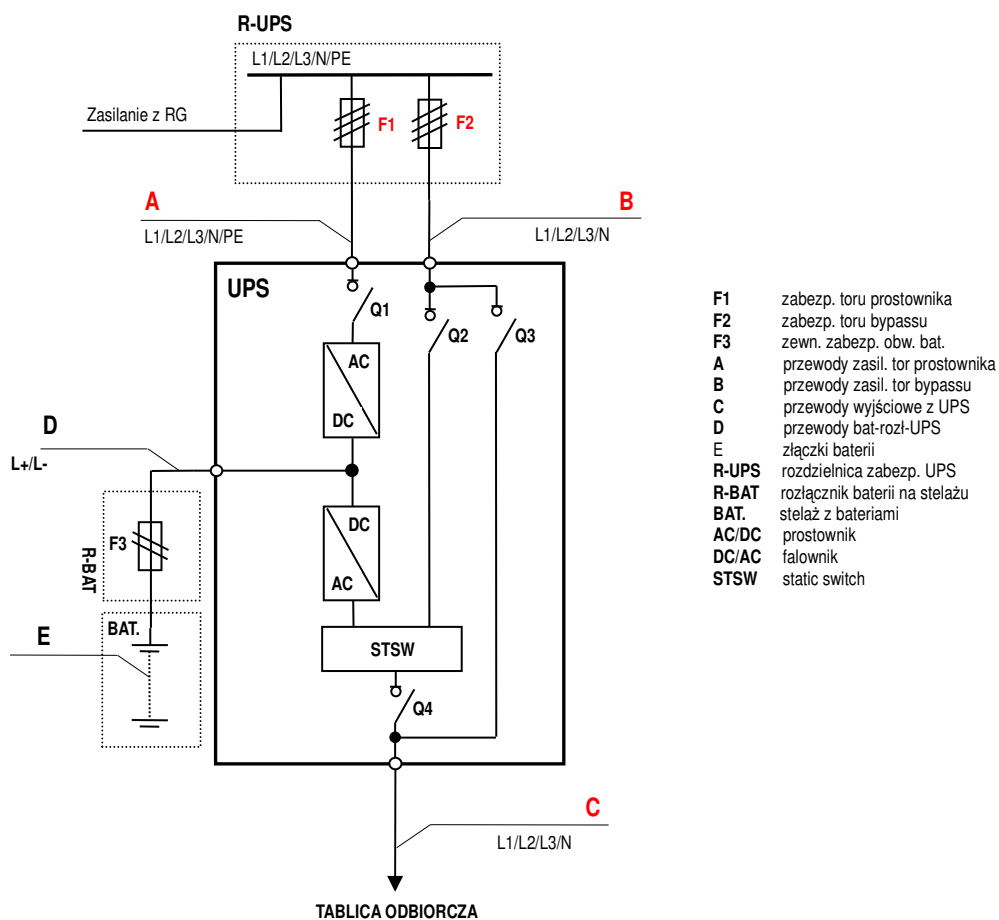 R-UPS
L1/L2/L3/N/PE
Zasilanie z RG
F1
F2
A
L1/L2/L3/N/PE
B
L1/L2/L3/N
UPS
Q1
Q2
Q3
AC
DC
D
L+/L-
F3
R-BAT
DC
AC
BAT.
E
STSW
Q4
C
L1/L2/L3/N
TABLICA ODBIORCZA
F1 zabezp. toru prostownika
F2 zabezp. toru bypassu
F3 zewn. zabezp. obw. bat.
A przewody zasil. tor prostownika
B przewody zasil. tor bypassu
C przewody wyjściowe z UPS
D przewody bat-rozł-UPS
E złączki baterii
R-UPS rozdzielnica zabezp. UPS
R-BAT rozłącznik baterii na stelażu
BAT. stelaż z bateriami
AC/DC prostownik
DC/AC falownik
STSW static switch